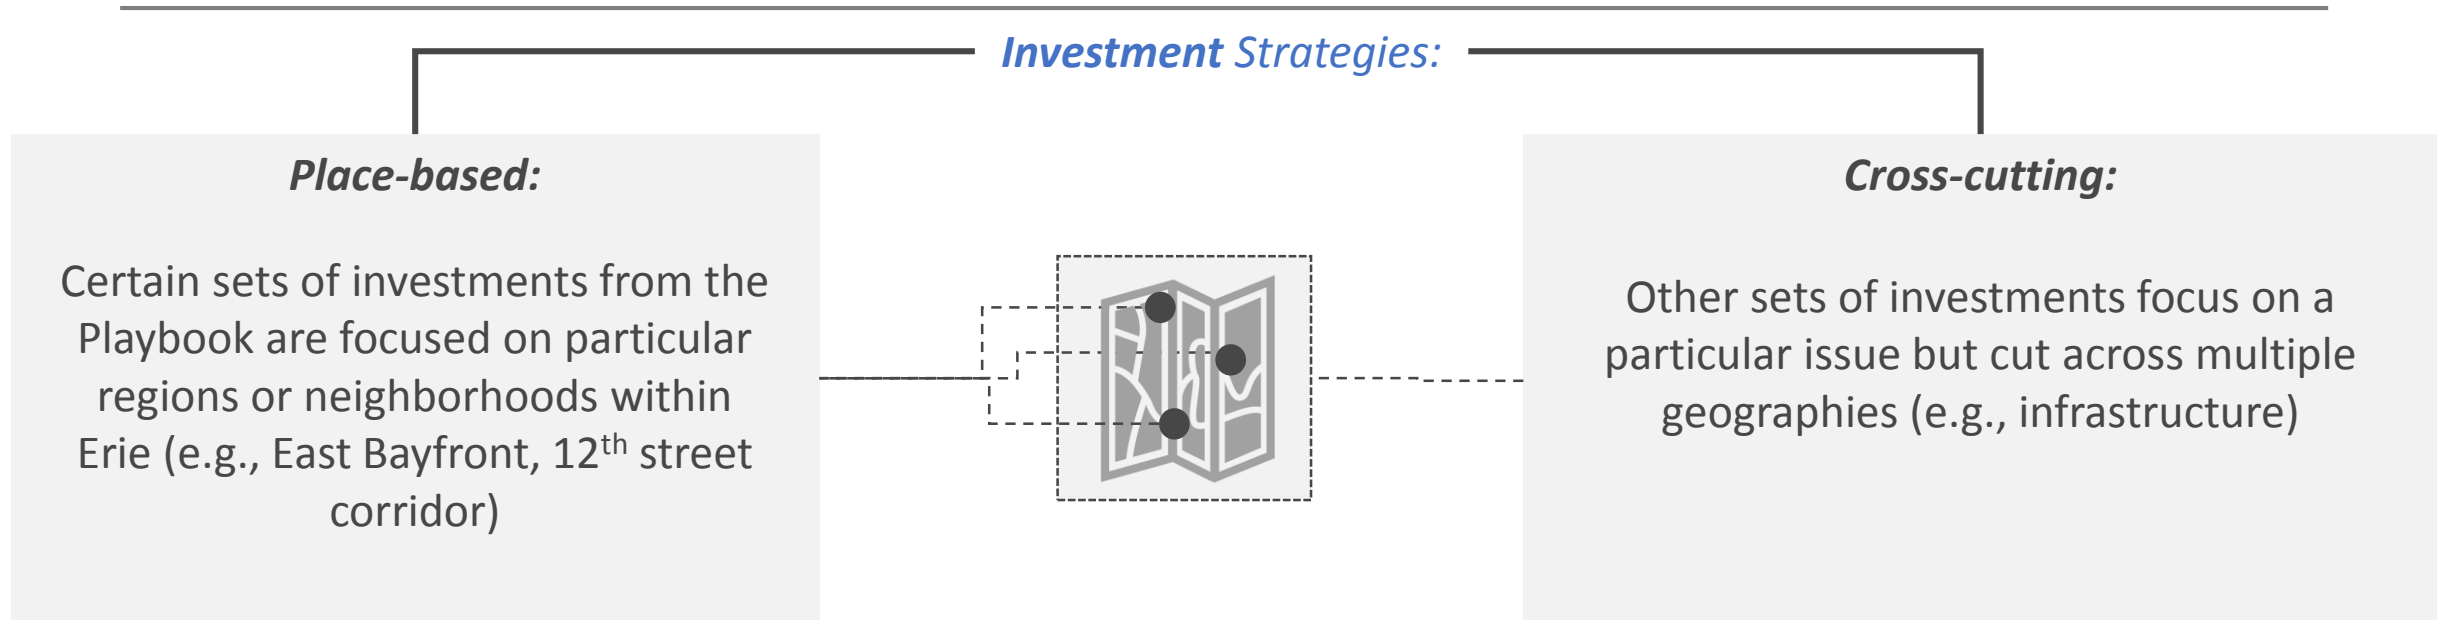 Investment Strategies:
Place-based:
Certain sets of investments from the
Playbook are focused on particular
regions or neighborhoods within
Erie (e.g., East Bayfront, 12th street
corridor)
Cross-cutting:
Other sets of investments focus on a
particular issue but cut across multiple
geographies (e.g., infrastructure)